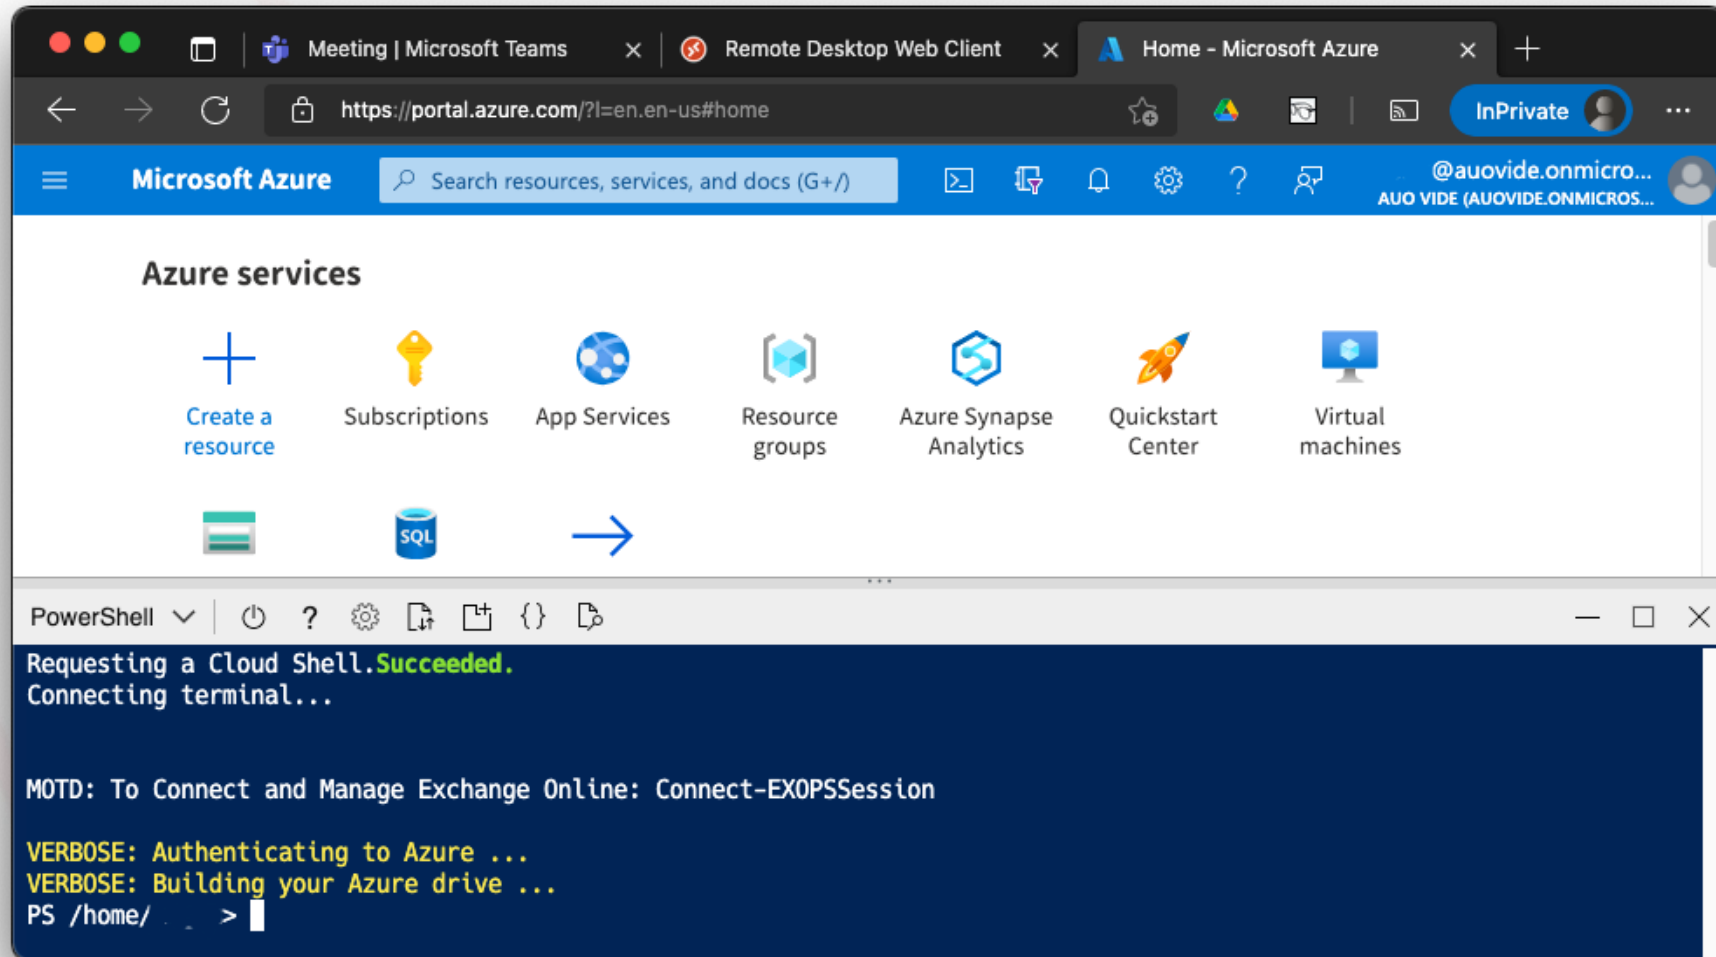 Meeting | Microsoft Teams
Remote Desktop Web Client
Home - Microsoft Azure
https://portal.azure.com/?l=en.en-us#home
InPrivate
Microsoft Azure
Search resources, services, and docs (G+/)
@auovide.onmicro...
AUO VIDE (AUOVIDE.ONMICROS...
Azure services
Create a
resource
Subscriptions
App Services
Resource
groups
Azure Synapse
Analytics
Quickstart
Center
Virtual
machines
SQL
PowerShell
Requesting a Cloud Shell.Succeeded.
Connecting terminal...
MOTD: To Connect and Manage Exchange Online: Connect-EXOPSSession
VERBOSE: Authenticating to Azure ...
VERBOSE: Building your Azure drive ...
PS /home/ >